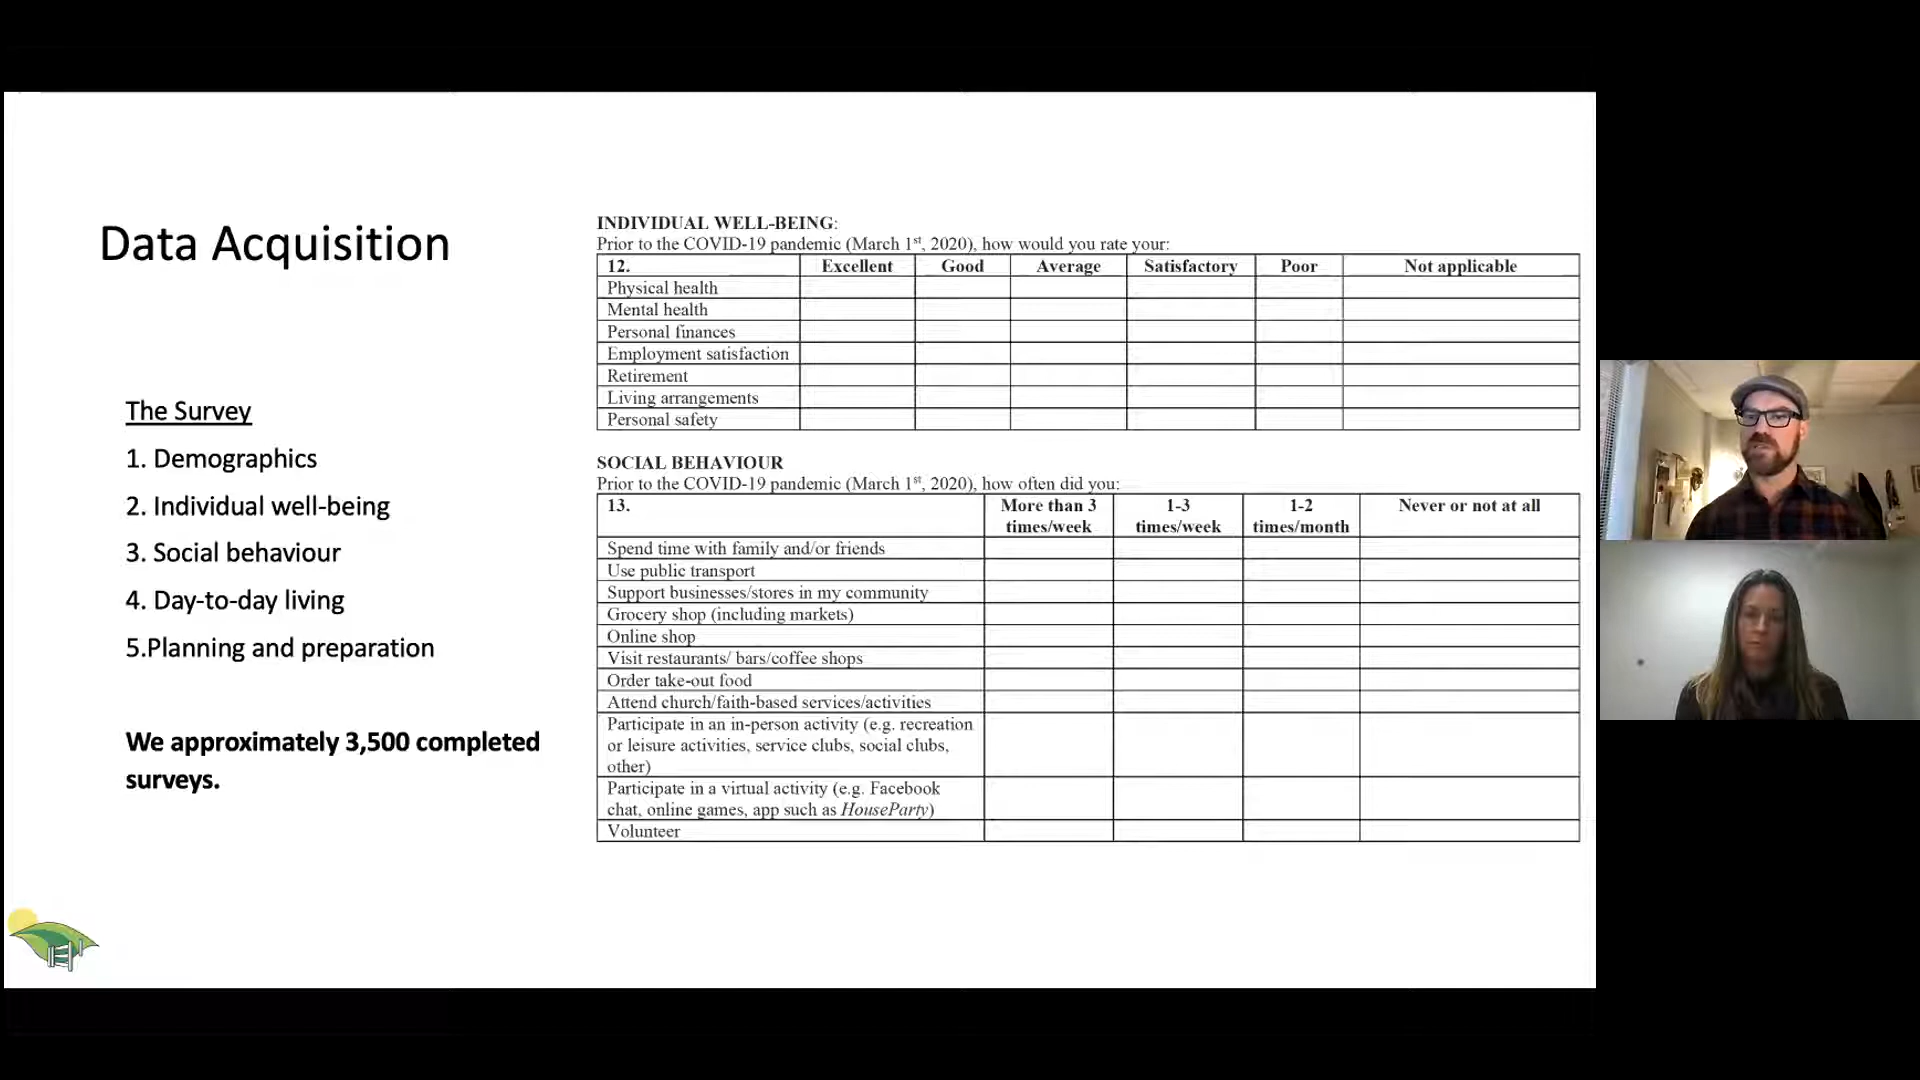 Data Acquisition
The Survey
1. Demographics
2. Individual well-being
3. Social behaviour
4. Day-to-day living
5.Planning and preparation
We approximately 3,500 completed
surveys.
INDIVIDUAL WELL-BEING:
Prior to the COVID-19 pandemic (March 1st, 2020), how would you rate your:
12. Excellent Good Average Satisfactory Poor Not applicable
Physical health
Mental health
Personal finances
Employment satisfaction
Retirement
Living arrangements
Personal safety
SOCIAL BEHAVIOUR
Prior to the COVID-19 pandemic (March 1st, 2020), how often did you:
13. More than 3 1-3 1-2 Never or not at all
times/week times/week times/month
Spend time with family and/or friends
Use public transport
Support businesses/stores in my community
Grocery shop (including markets)
Online shop
Visit restaurants/ bars/coffee shops
Order take-out food
Attend church/faith-based services/activities
Participate in an in-person activity (e.g. recreation
or leisure activities, service clubs, social clubs,
other)
Participate in a virtual activity (e.g. Facebook
chat, online games, app such as HouseParty)
Volunteer